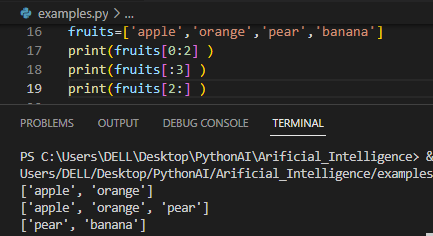 examples.py > ...
16 fruits=['apple','orange','pear','banana']
17 print(fruits[0:2] )
18 print(fruits[:3] )
19 print(fruits[2:] )
PROBLEMS OUTPUT DEBUG CONSOLE TERMINAL
PS C:\Users\DELL\Desktop\PythonAI\Arificial_Intelligence> &
Users/DELL/Desktop/PythonAI/Arificial_Intelligence/examples
['apple', 'orange']
['apple', 'orange', 'pear']
['pear', 'banana']